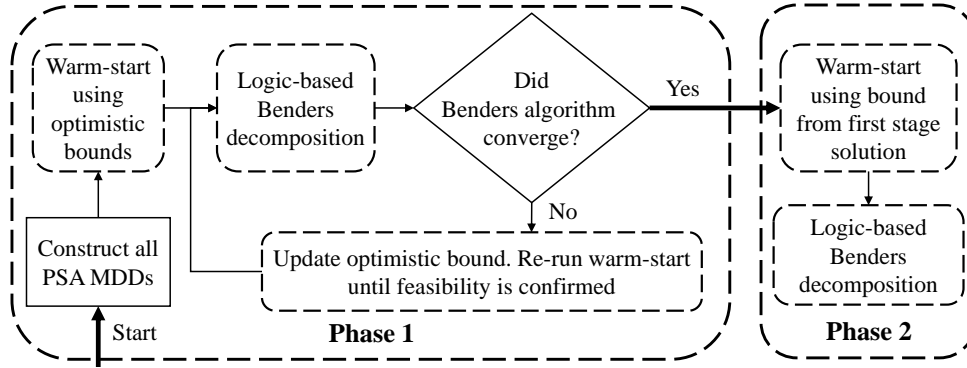 Start
Construct all
PSA MDDs
Warm-start
using
optimistic
bounds
Logic-based
Benders
decomposition
Did
Benders algorithm
converge?
Yes
No
Update optimistic bound. Re-run warm-start
until feasibility is confirmed
Phase 1
Warm-start
using bound
from first stage
solution
Logic-based
Benders
decomposition
Phase 2